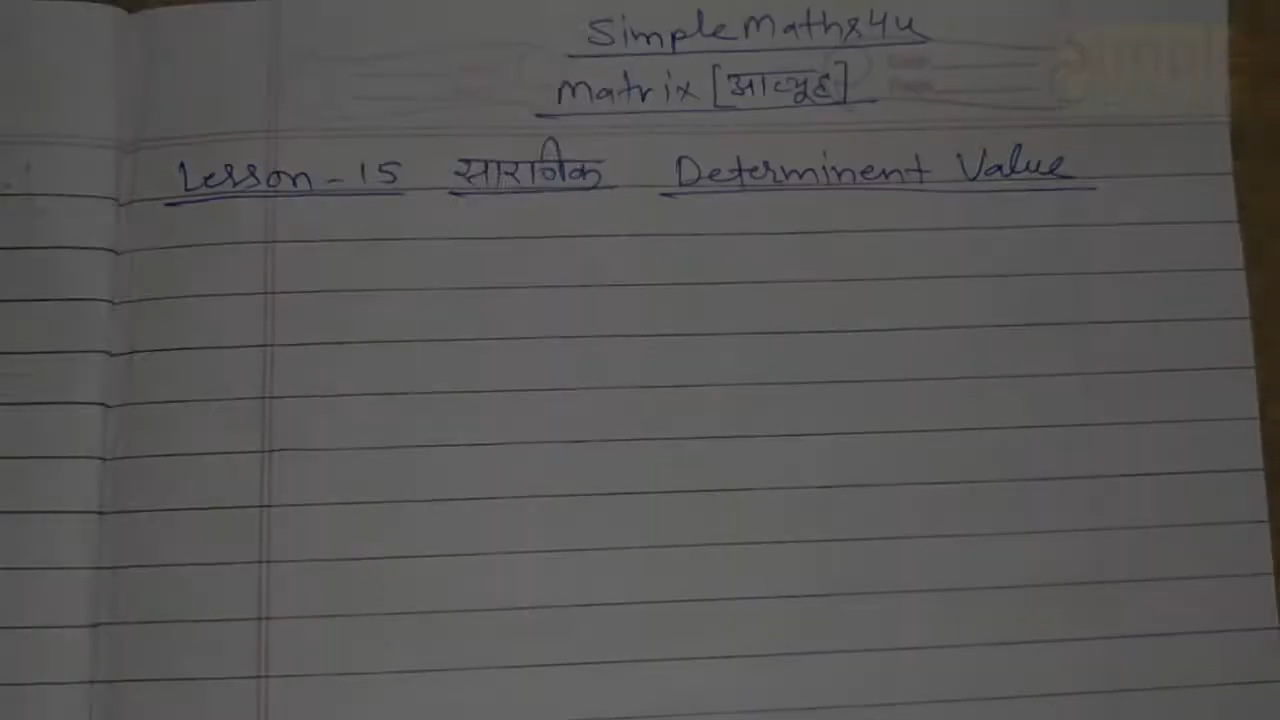 SimpleMaths4u
Matrix [आव्यूह]
Lesson-15 सारणिक Determinent Value